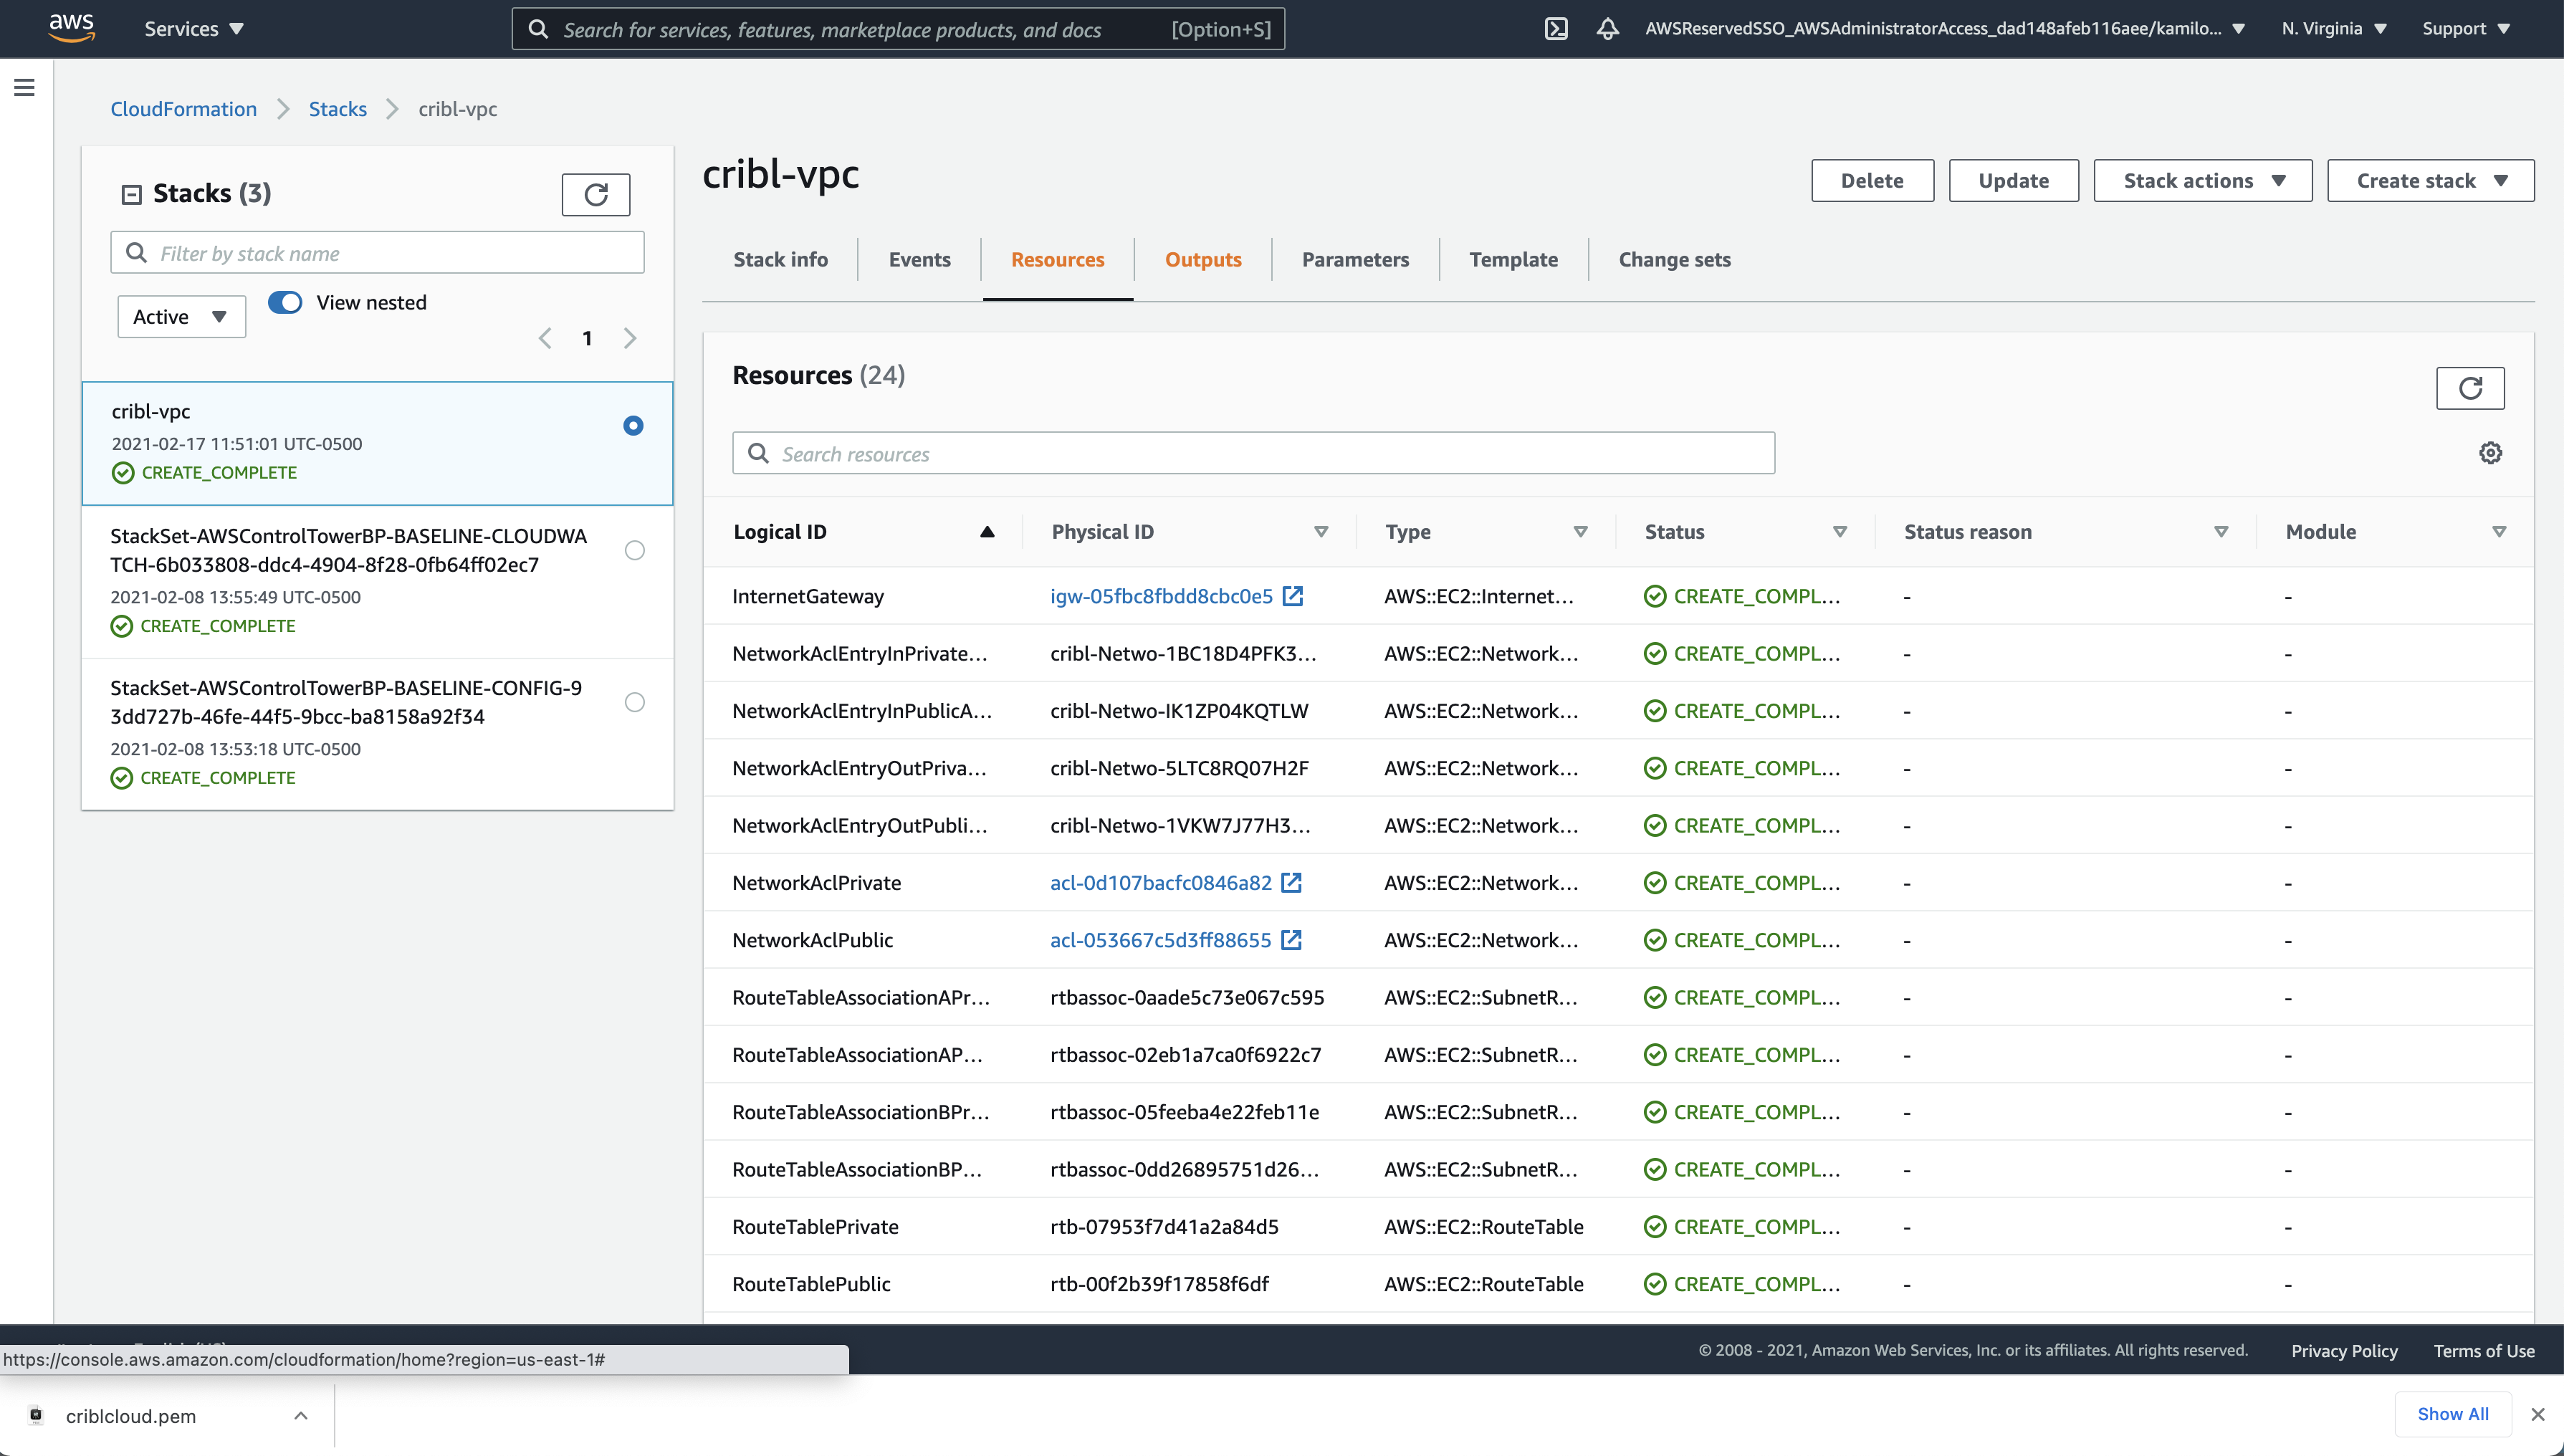 aws
Services
Search for services, features, marketplace products, and docs [Option+S]
AWSReservedSSO_AWSAdministratorAccess_dad148afeb116aee/kamilo...
N. Virginia
Support
CloudFormation
Stacks
cribl-vpc
Stacks (3)
Filter by stack name
Active
View nested
1
cribl-vpc
2021-02-17 11:51:01 UTC-0500
CREATE_COMPLETE
StackSet-AWSControlTowerBP-BASELINE-CLOUDWA
TCH-6b033808-ddc4-4904-8f28-0fb64ff02ec7
2021-02-08 13:55:49 UTC-0500
CREATE_COMPLETE
StackSet-AWSControlTowerBP-BASELINE-CONFIG-9
3dd727b-46fe-44f5-9bcc-ba8158a92f34
2021-02-08 13:53:18 UTC-0500
CREATE_COMPLETE
cribl-vpc
Delete
Update
Stack actions
Create stack
Stack info
Events
Resources
Outputs
Parameters
Template
Change sets
Resources (24)
Search resources
Logical ID Physical ID Type Status Status reason Module
InternetGateway igw-05fbc8fbdd8cbc0e5 AWS::EC2::Internet... CREATE_COMPL... - -
NetworkAclEntryInPrivate... cribl-Netwo-1BC18D4PFK3... AWS::EC2::Network... CREATE_COMPL... - -
NetworkAclEntryInPublicA... cribl-Netwo-IK1ZP04KQTLW AWS::EC2::Network... CREATE_COMPL... - -
NetworkAclEntryOutPriva... cribl-Netwo-5LTC8RQ07H2F AWS::EC2::Network... CREATE_COMPL... - -
NetworkAclEntryOutPubli... cribl-Netwo-1VKW7J77H3... AWS::EC2::Network... CREATE_COMPL... - -
NetworkAclPrivate acl-0d107bacfc0846a82 AWS::EC2::Network... CREATE_COMPL... - -
NetworkAclPublic acl-053667c5d3ff88655 AWS::EC2::Network... CREATE_COMPL... - -
RouteTableAssociationAPr... rtbassoc-0aade5c73e067c595 AWS::EC2::SubnetR... CREATE_COMPL... - -
RouteTableAssociationAP... rtbassoc-02eb1a7ca0f6922c7 AWS::EC2::SubnetR... CREATE_COMPL... - -
RouteTableAssociationBPr... rtbassoc-05feeba4e22feb11e AWS::EC2::SubnetR... CREATE_COMPL... - -
RouteTableAssociationBP... rtbassoc-0dd26895751d26... AWS::EC2::SubnetR... CREATE_COMPL... - -
RouteTablePrivate rtb-07953f7d41a2a84d5 AWS::EC2::RouteTable CREATE_COMPL... - -
RouteTablePublic rtb-00f2b39f17858f6df AWS::EC2::RouteTable CREATE_COMPL... - -
© 2008 - 2021, Amazon Web Services, Inc. or its affiliates. All rights reserved.
Privacy Policy
Terms of Use
https://console.aws.amazon.com/cloudformation/home?region=us-east-1#
criblcloud.pem
Show All